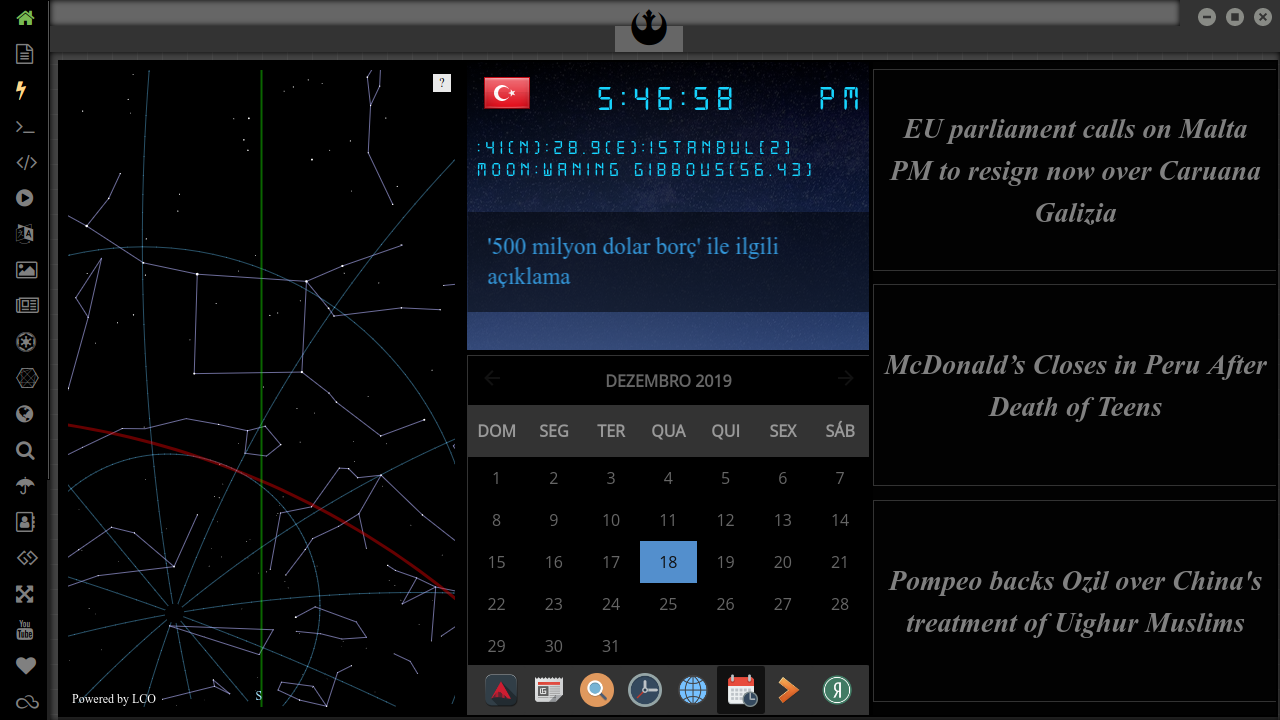 ?
5:46:58 PM
:41(N):28.9(E):ISTANBUL(2)
MOON:WANING GIBBOUS(56.43)
'500 milyon dolar borç' ile ilgili
açıklama
EU parliament calls on Malta
PM to resign now over Caruana
Galizia
McDonald’s Closes in Peru After
Death of Teens
Pompeo backs Ozil over China's
treatment of Uighur Muslims
DEZEMBRO 2019
DOM SEG TER QUA QUI SEX SÁB
1 2 3 4 5 6 7
8 9 10 11 12 13 14
15 16 17 18 19 20 21
22 23 24 25 26 27 28
29 30 31
Powered by LCO
S
You
Tube
Я